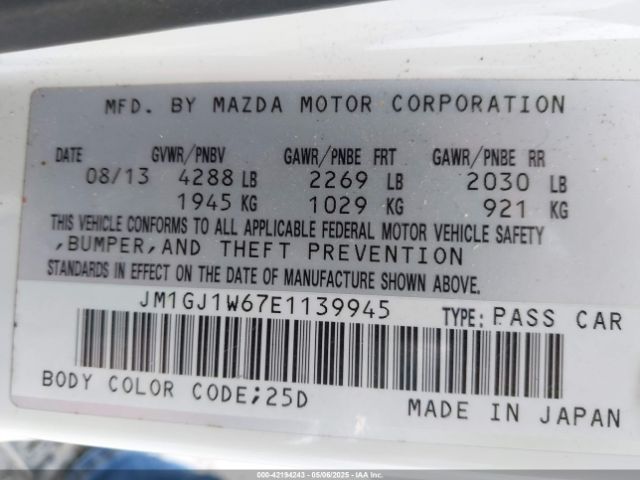 MFD. BY MAZDA MOTOR CORPORATION
DATE GVWR/PNBV GAWR/PNBE FRT GAWR/PNBE RR
08/13 4288 LB 2269 LB 2030 LB
1945 KG 1029 KG 921 KG
THIS VEHICLE CONFORMS TO ALL APPLICABLE FEDERAL MOTOR VEHICLE SAFETY
,BUMPER,AND THEFT PREVENTION
STANDARDS IN EFFECT ON THE DATE OF MANUFACTURE SHOWN ABOVE.
JM1GJ1W67E1139945 TYPE: PASS CAR
BODY COLOR CODE;25D MADE IN JAPAN
000-42194243 - 05/06/2025 - IAAI, Inc.